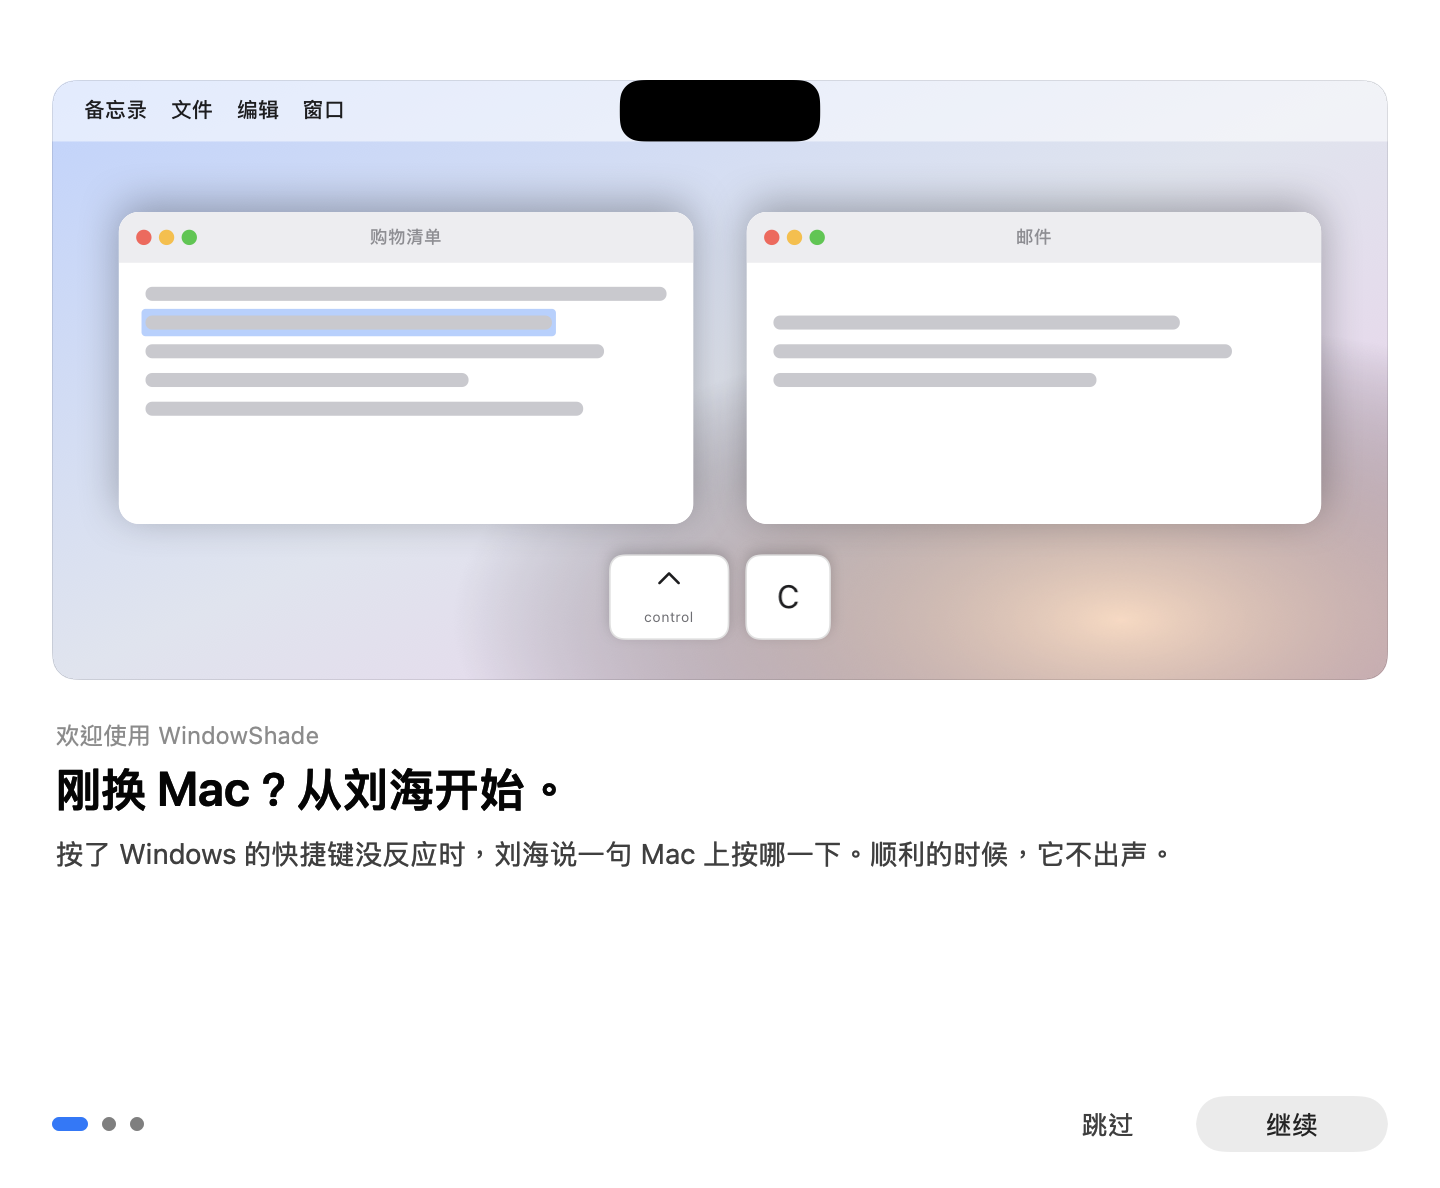 备忘录 文件 编辑 窗口
购物清单
邮件
control
C
欢迎使用 WindowShade
刚换 Mac？从刘海开始。
按了 Windows 的快捷键没反应时，刘海说一句 Mac 上按哪一下。顺利的时候，它不出声。
跳过
继续